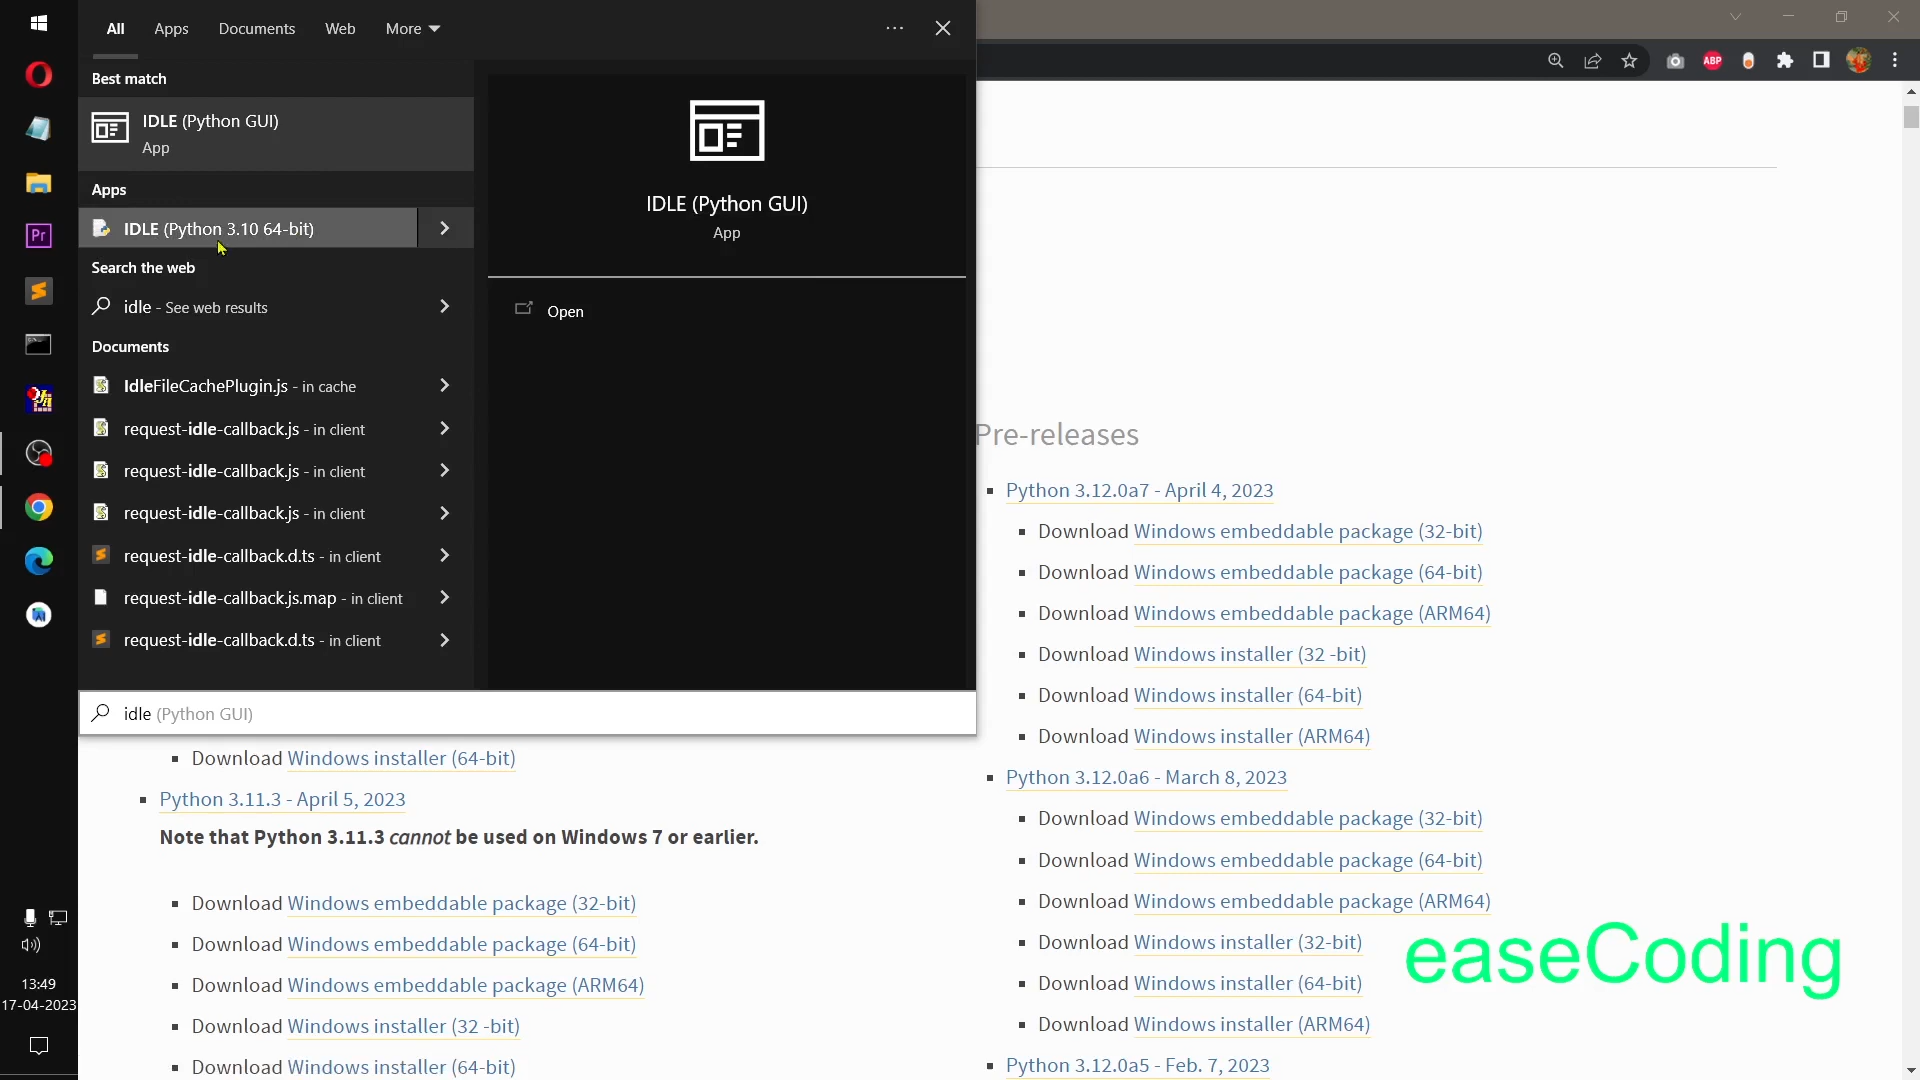 All
Apps
Documents
Web
More
Best match
IDLE (Python GUI)
App
Apps
IDLE (Python 3.10 64-bit)
Search the web
idle - See web results
Documents
IdleFileCachePlugin.js - in cache
request-idle-callback.js - in client
request-idle-callback.js - in client
request-idle-callback.js - in client
request-idle-callback.d.ts - in client
request-idle-callback.js.map - in client
request-idle-callback.d.ts - in client
idle (Python GUI)
IDLE (Python GUI)
App
Open
Pr
ABP
Download Windows installer (64-bit)
Python 3.11.3 - April 5, 2023
Note that Python 3.11.3 cannot be used on Windows 7 or earlier.
Download Windows embeddable package (32-bit)
Download Windows embeddable package (64-bit)
Download Windows embeddable package (ARM64)
Download Windows installer (32 -bit)
Download Windows installer (64-bit)
Pre-releases
Python 3.12.0a7 - April 4, 2023
Download Windows embeddable package (32-bit)
Download Windows embeddable package (64-bit)
Download Windows embeddable package (ARM64)
Download Windows installer (32 -bit)
Download Windows installer (64-bit)
Download Windows installer (ARM64)
Python 3.12.0a6 - March 8, 2023
Download Windows embeddable package (32-bit)
Download Windows embeddable package (64-bit)
Download Windows embeddable package (ARM64)
Download Windows installer (32-bit)
Download Windows installer (64-bit)
Download Windows installer (ARM64)
Python 3.12.0a5 - Feb. 7, 2023
easeCoding
13:49
17-04-2023